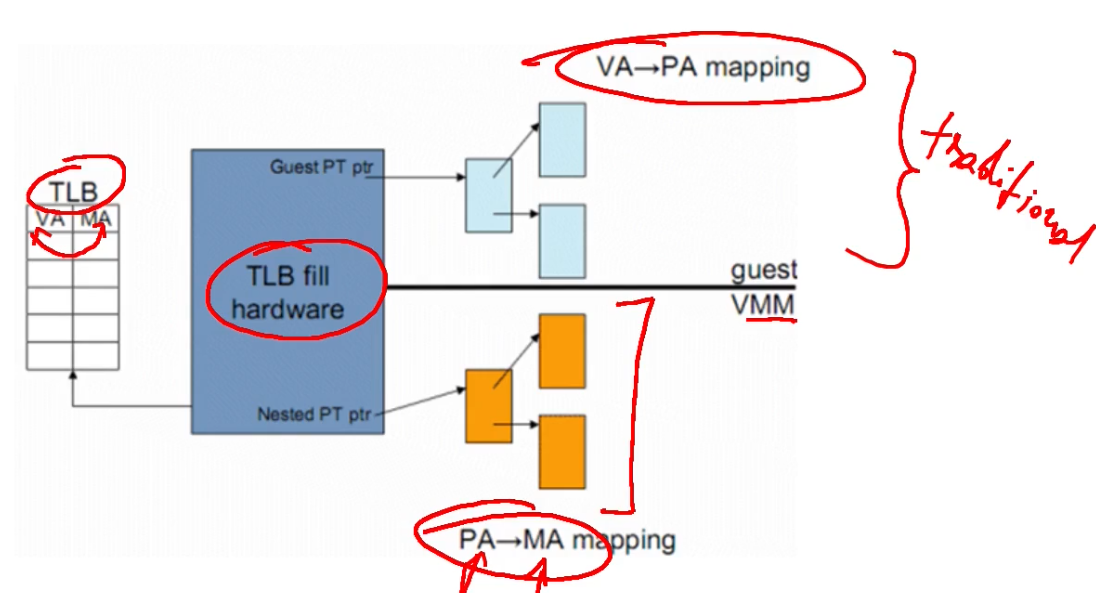 VA→PA mapping
traditional
Guest PT ptr
TLB
VA MA
TLB fill
hardware
guest
VMM
Nested PT ptr
PA→MA mapping